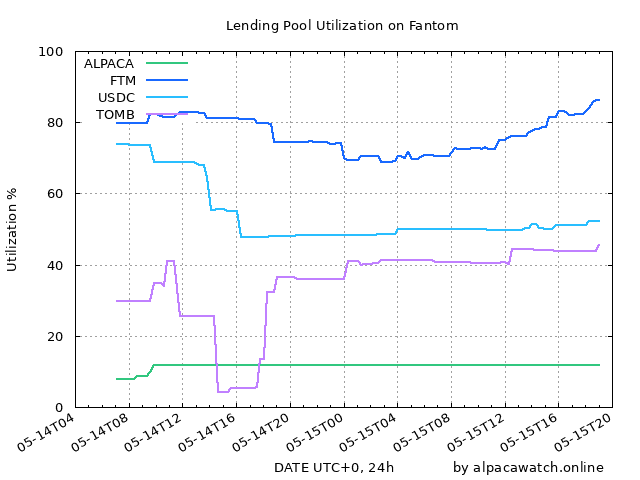 Lending Pool Utilization on Fantom
100
80
60
40
20
0
Utilization %
ALPACA
FTM
USDC
TOMB
05-14T04
05-14T08
05-14T12
05-14T16
05-14T20
05-15T00
05-15T04
05-15T08
05-15T12
05-15T16
05-15T20
DATE UTC+0, 24h
by alpacawatch.online